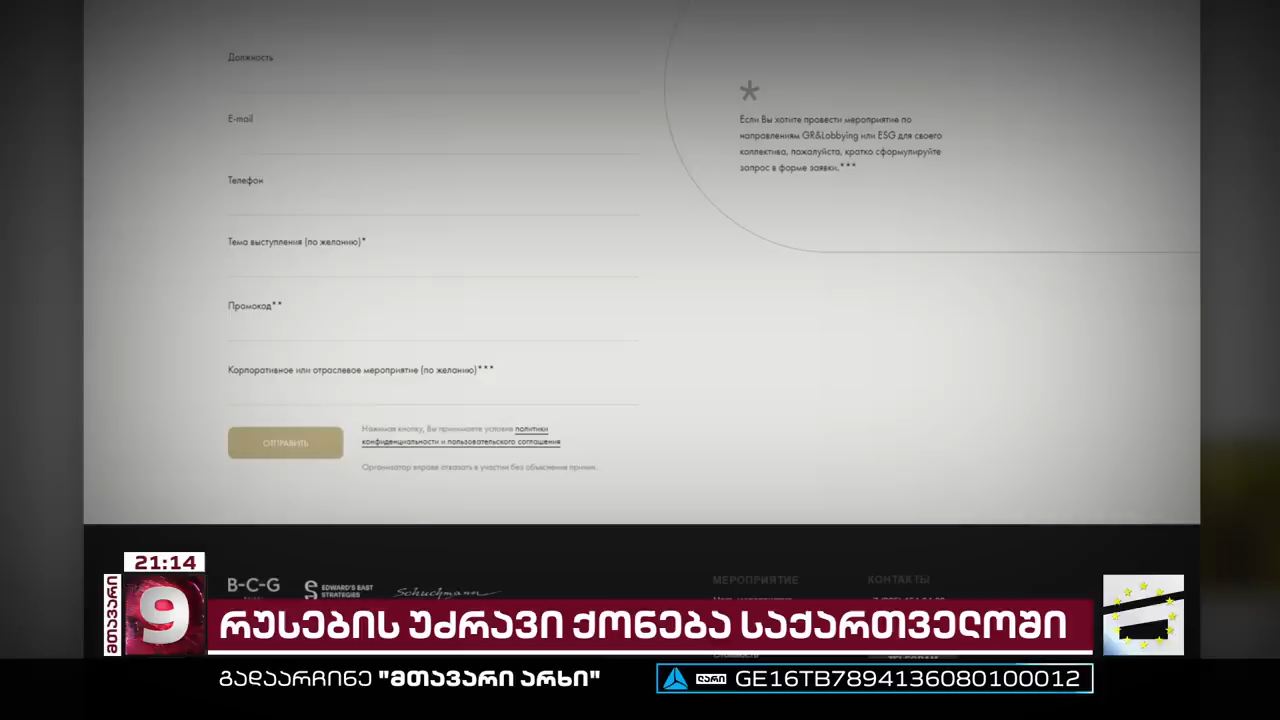 Должность
E-mail
Телефон
Тема выступления (по желанию)*
Промокод**
Корпоративное или отраслевое мероприятие (по желанию)***
ОТПРАВИТЬ
Нажимая кнопку, Вы принимаете условия политики
конфиденциальности и пользовательского соглашения
Организатор вправе отказать в участии без объяснения причин.
*
Если Вы хотите провести мероприятие по
направлениям GR&Lobbying или ESG для своего
коллектива, пожалуйста, кратко сформулируйте
запрос в форме заявки.***
B-C-G
EDWARD'S EAST
STRATEGIES
Schuchmann
МЕРОПРИЯТИЕ
КОНТАКТЫ
21:14
მთავარი
9
რუსების უძრავი ქონება საქართველოში
გადაარჩინე "მთავარი არხი"
ლარი GE16TB7894136080100012